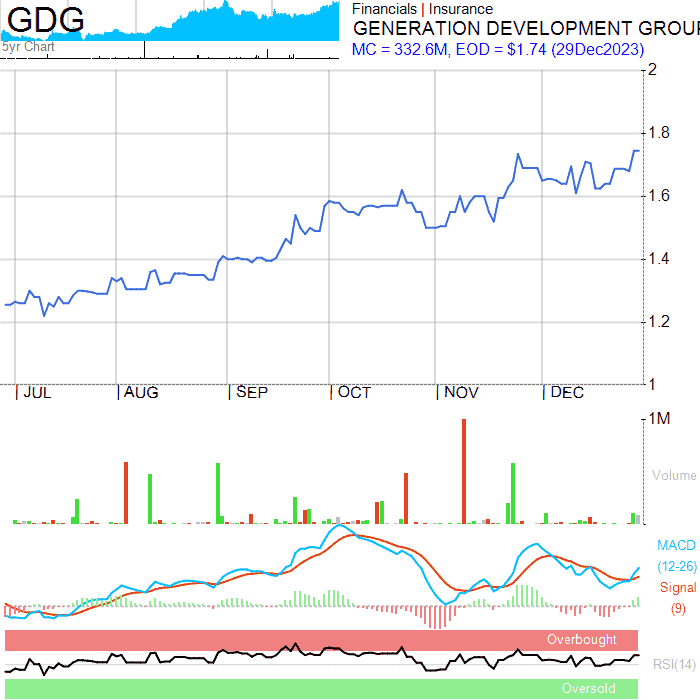 GDG
5yr Chart
Financials | Insurance
GENERATION DEVELOPMENT GROUP
MC = 332.6M, EOD = $1.74 (29Dec2023)
2
1.8
1.6
1.4
1.2
1
JUL AUG SEP OCT NOV DEC
1M
Volume
MACD
(12-26)
Signal
(9)
Overbought
RSI(14)
Oversold